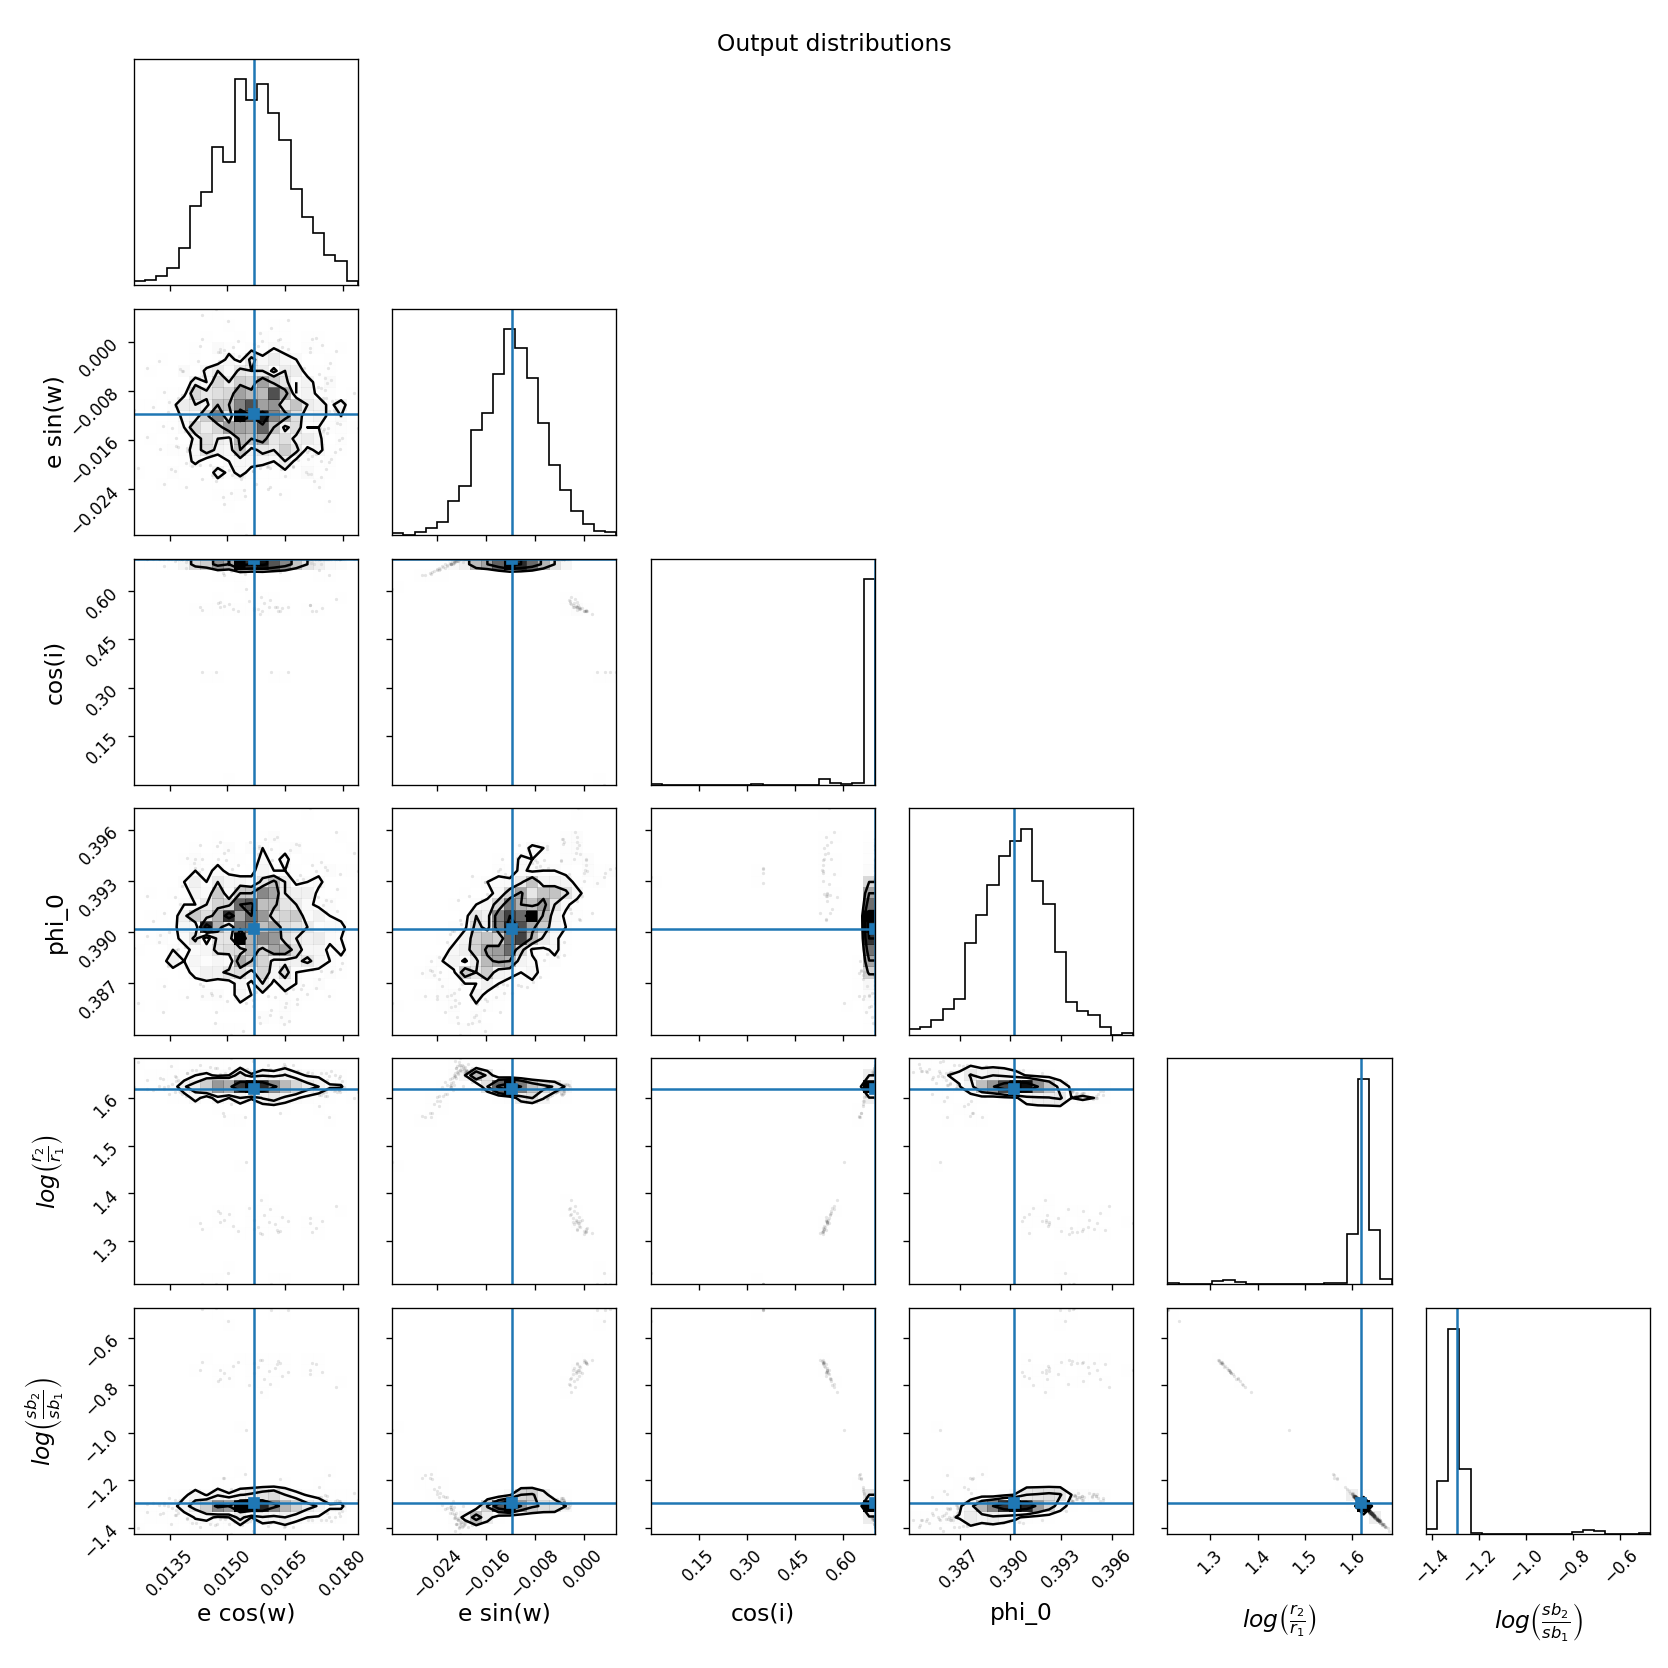 Output distributions
e sin(w)
0.000
−0.008
−0.016
−0.024
cos(i)
0.60
0.45
0.30
0.15
phi_0
0.396
0.393
0.390
0.387
log(r₂/r₁)
1.6
1.5
1.4
1.3
log(sb₂/sb₁)
−0.6
−0.8
−1.0
−1.2
−1.4
0.0135 0.0150 0.0165 0.0180
−0.024 −0.016 −0.008 0.000
0.15 0.30 0.45 0.60
0.387 0.390 0.393 0.396
1.3 1.4 1.5 1.6
−1.4 −1.2 −1.0 −0.8 −0.6
e cos(w) e sin(w) cos(i) phi_0 log(r₂/r₁) log(sb₂/sb₁)